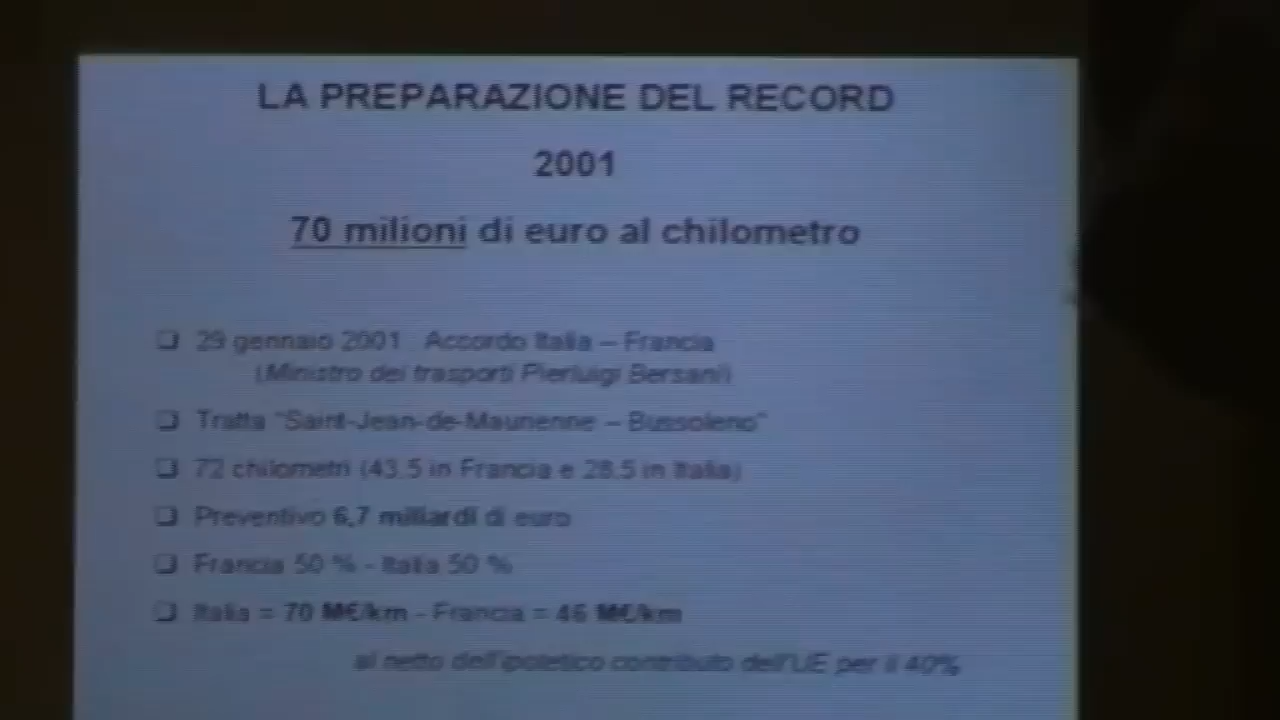 LA PREPARAZIONE DEL RECORD
2001
70 milioni di euro al chilometro
❑ 29 gennaio 2001 Accordo Italia – Francia
(Ministro dei trasporti Pierluigi Bersani)
❑ Tratta "Saint-Jean-de-Maurienne – Bussoleno"
❑ 72 chilometri (43,5 in Francia e 28,5 in Italia)
❑ Preventivo 6,7 miliardi di euro
❑ Francia 50 % - Italia 50 %
❑ Italia = 70 M€/km - Francia = 46 M€/km
al netto dell'ipotetico contributo dell'UE per il 40%